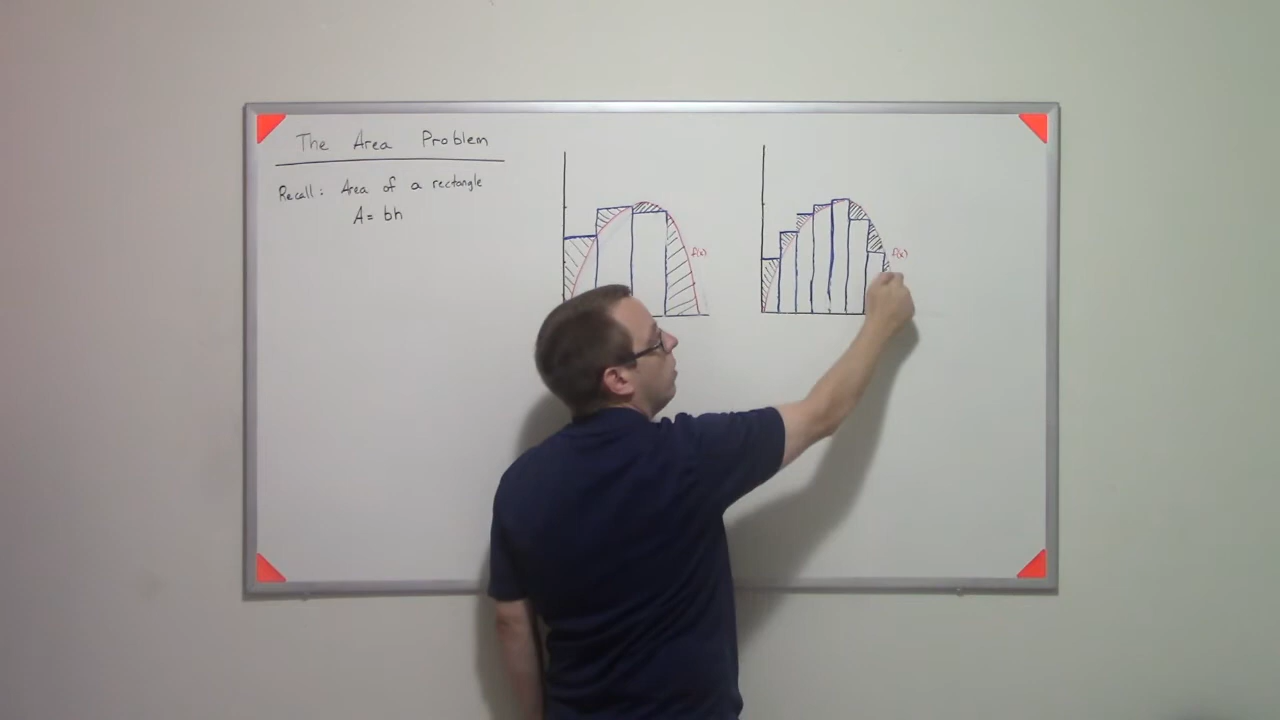 The Area Problem
Recall: Area of a rectangle
A= bh
f(x)
f(x)